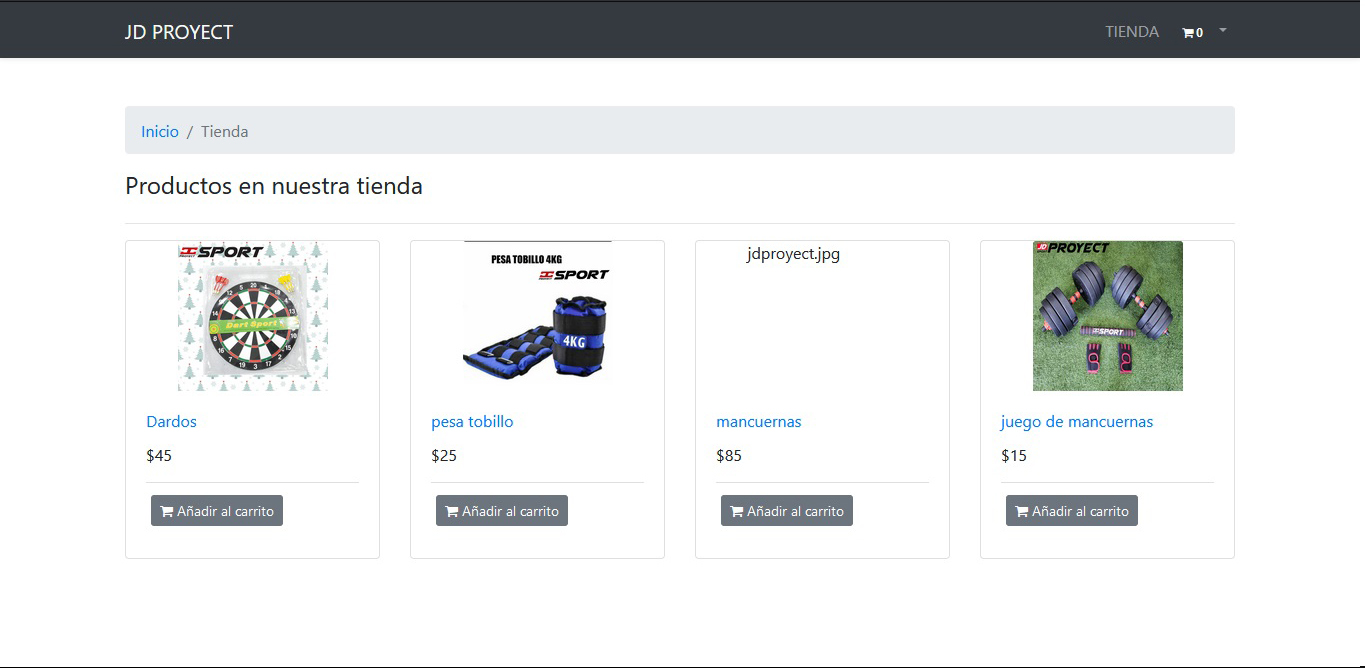 JD PROYECT
TIENDA
0
Inicio / Tienda
Productos en nuestra tienda
SPORT
Dart Sport
Dardos
$45
Añadir al carrito
PESA TOBILLO 4KG
SPORT
4KG
pesa tobillo
$25
Añadir al carrito
jdproyect.jpg
mancuernas
$85
Añadir al carrito
JD PROYECT
SPORT
juego de mancuernas
$15
Añadir al carrito